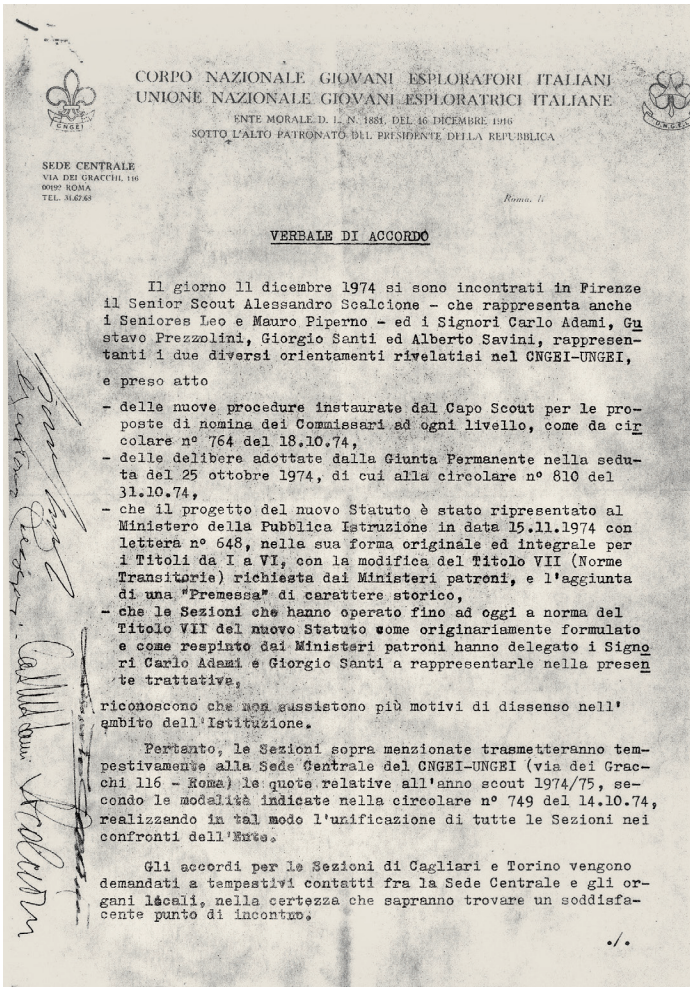 CORPO NAZIONALE GIOVANI ESPLORATORI ITALIANI
UNIONE NAZIONALE GIOVANI ESPLORATRICI ITALIANE
ENTE MORALE D. L. N. 1881, DEL 16 DICEMBRE 1916
SOTTO L'ALTO PATRONATO DEL PRESIDENTE DELLA REPUBBLICA
CNGEI
U.N.G.E.I.
SEDE CENTRALE
VIA DEI GRACCHI, 116
00192 ROMA
TEL. 31.67.63
Roma, li
VERBALE DI ACCORDO
Il giorno 11 dicembre 1974 si sono incontrati in Firenze
il Senior Scout Alessandro Scalcione - che rappresenta anche
i Seniores Leo e Mauro Piperno - ed i Signori Carlo Adami, Gu
stavo Prezzolini, Giorgio Santi ed Alberto Savini, rappresen-
tanti i due diversi orientamenti rivelatisi nel CNGEI-UNGEI,
e preso atto
- delle nuove procedure instaurate dal Capo Scout per le pro-
poste di nomina dei Commissari ad ogni livello, come da cir
colare n° 764 del 18.10.74,
- delle delibere adottate dalla Giunta Permanente nella sedu-
ta del 25 ottobre 1974, di cui alla circolare n° 810 del
31.10.74,
- che il progetto del nuovo Statuto è stato ripresentato al
Ministero della Pubblica Istruzione in data 15.11.1974 con
lettera n° 648, nella sua forma originale ed integrale per
i Titoli da I a VI, con la modifica del Titolo VII (Norme
Transitorie) richiesta dai Ministeri patroni, e l'aggiunta
di una "Premessa" di carattere storico,
- che le Sezioni che hanno operato fino ad oggi a norma del
Titolo VII del nuovo Statuto come originariamente formulato
e come respinto dai Ministeri patroni hanno delegato i Signo
ri Carlo Adami e Giorgio Santi a rappresentarle nella presen
te trattativa,
riconoscono che non sussistono più motivi di dissenso nell'
ambito dell'Istituzione.
Pertanto, le Sezioni sopra menzionate trasmetteranno tem-
pestivamente alla Sede Centrale del CNGEI-UNGEI (via dei Grac-
chi 116 - Roma) le quote relative all'anno scout 1974/75, se-
condo le modalità indicate nella circolare n° 749 del 14.10.74,
realizzando in tal modo l'unificazione di tutte le Sezioni nei
confronti dell'Ente.
Gli accordi per le Sezioni di Cagliari e Torino vengono
demandati a tempestivi contatti fra la Sede Centrale e gli or-
gani locali, nella certezza che sapranno trovare un soddisfa-
cente punto di incontro.
./.